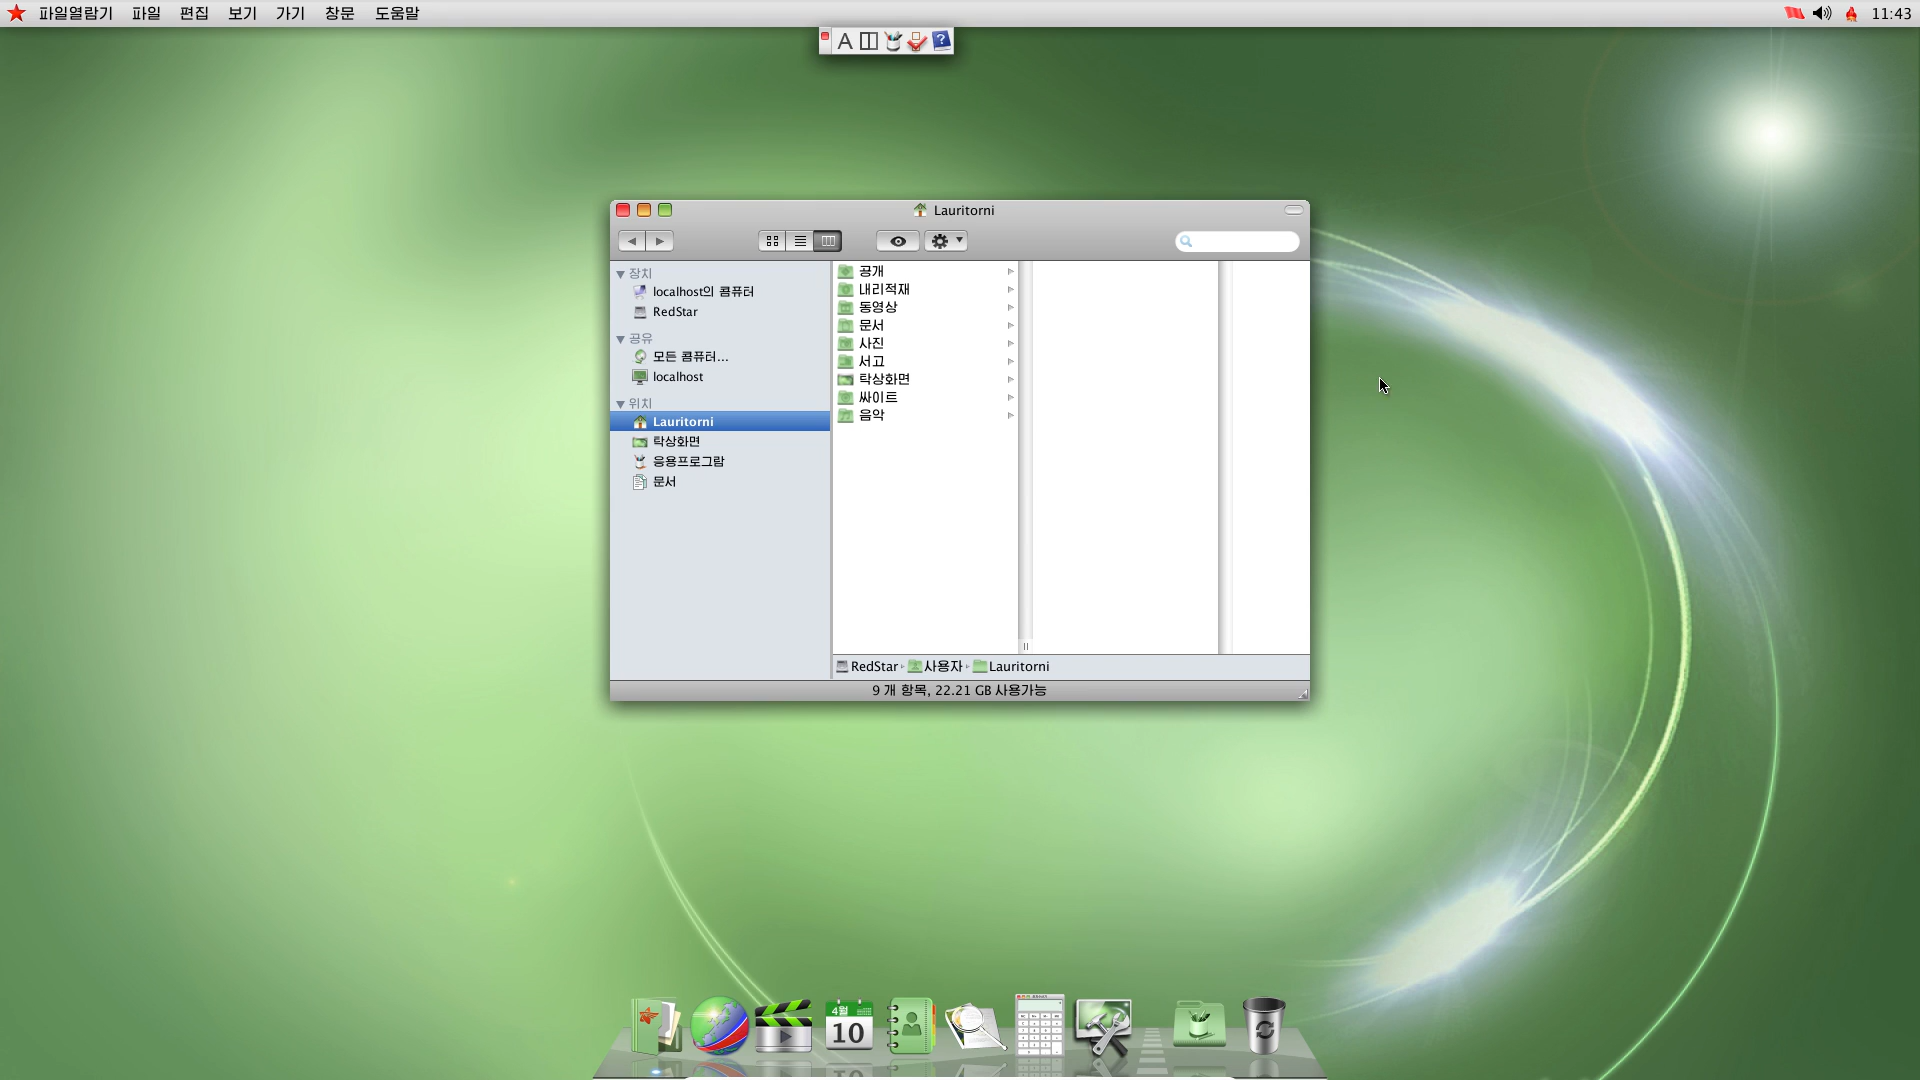 파일열람기 파일 편집 보기 가기 창문 도움말 11:43
A ?
Lauritorni
장치
localhost의 콤퓨터
RedStar
공유
모든 콤퓨터...
localhost
위치
Lauritorni
탁상화면
응용프로그람
문서
공개
내리적재
동영상
문서
사진
서고
탁상화면
싸이트
음악
RedStar 사용자 Lauritorni
9 개 항목, 22.21 GB 사용가능
4월
10